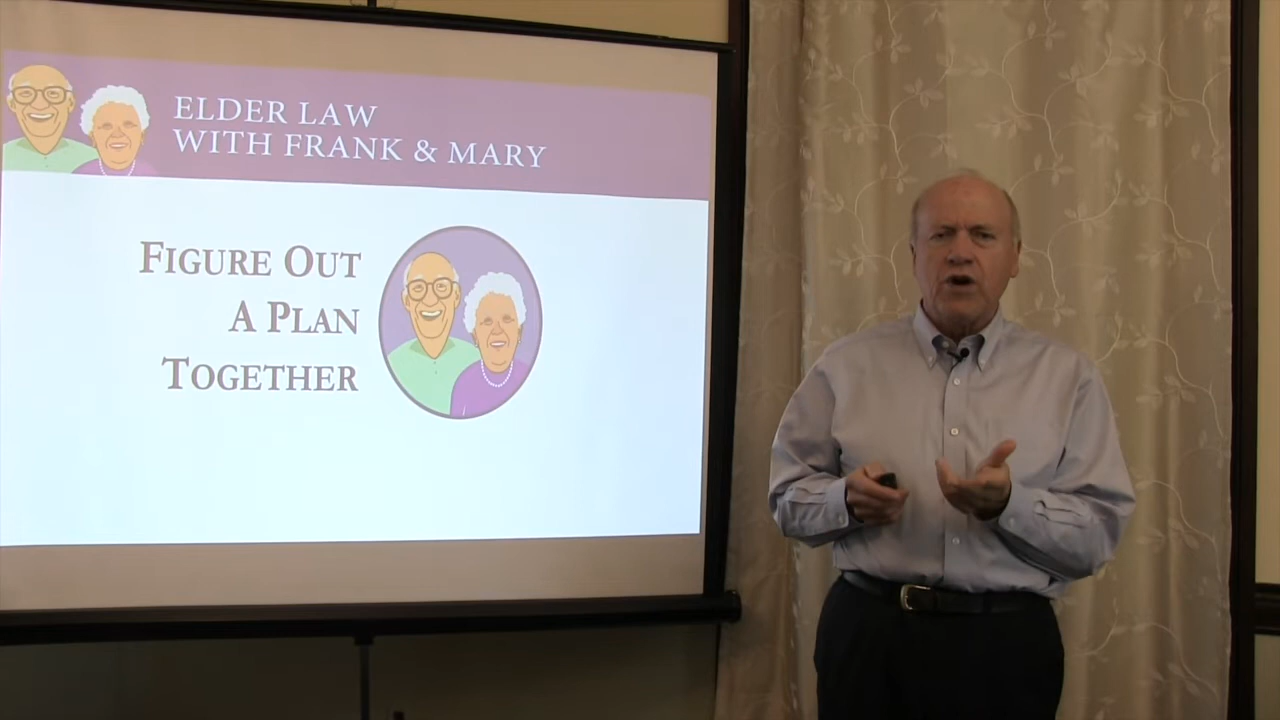 ELDER LAW
WITH FRANK & MARY
FIGURE OUT
A PLAN
TOGETHER